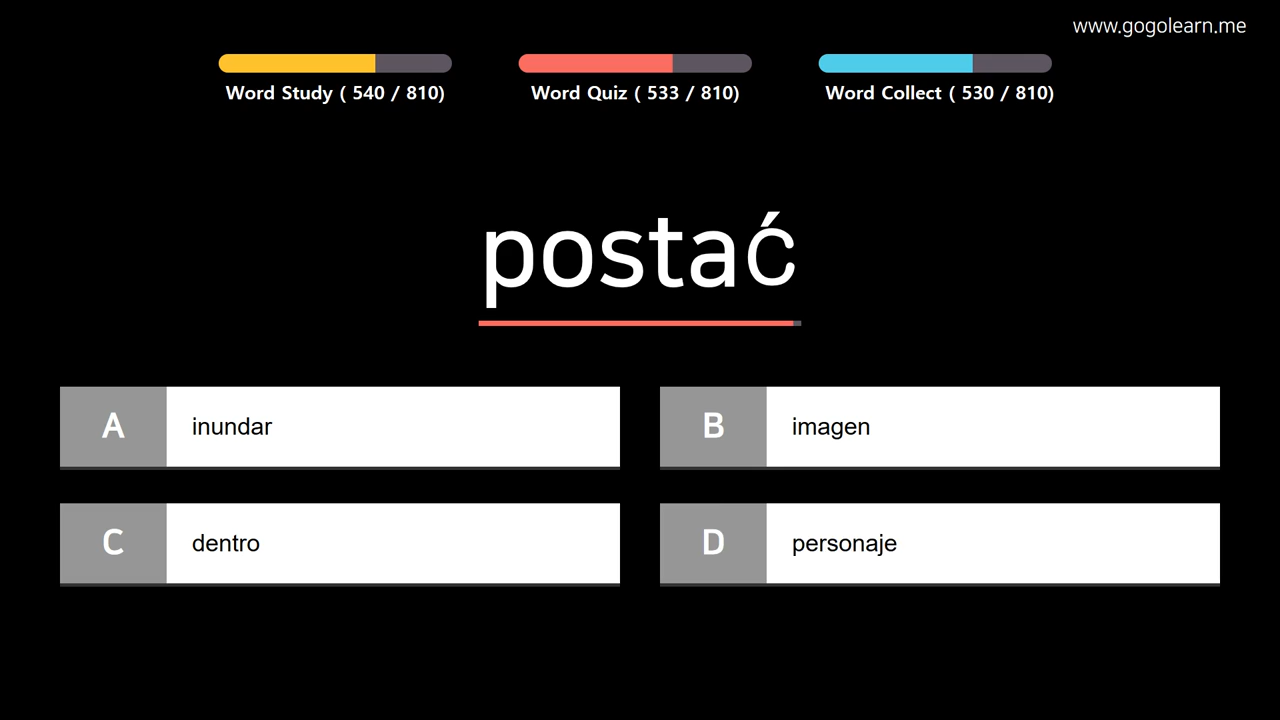 www.gogolearn.me
Word Study ( 540 / 810)
Word Quiz ( 533 / 810)
Word Collect ( 530 / 810)
postać
A inundar
B imagen
C dentro
D personaje